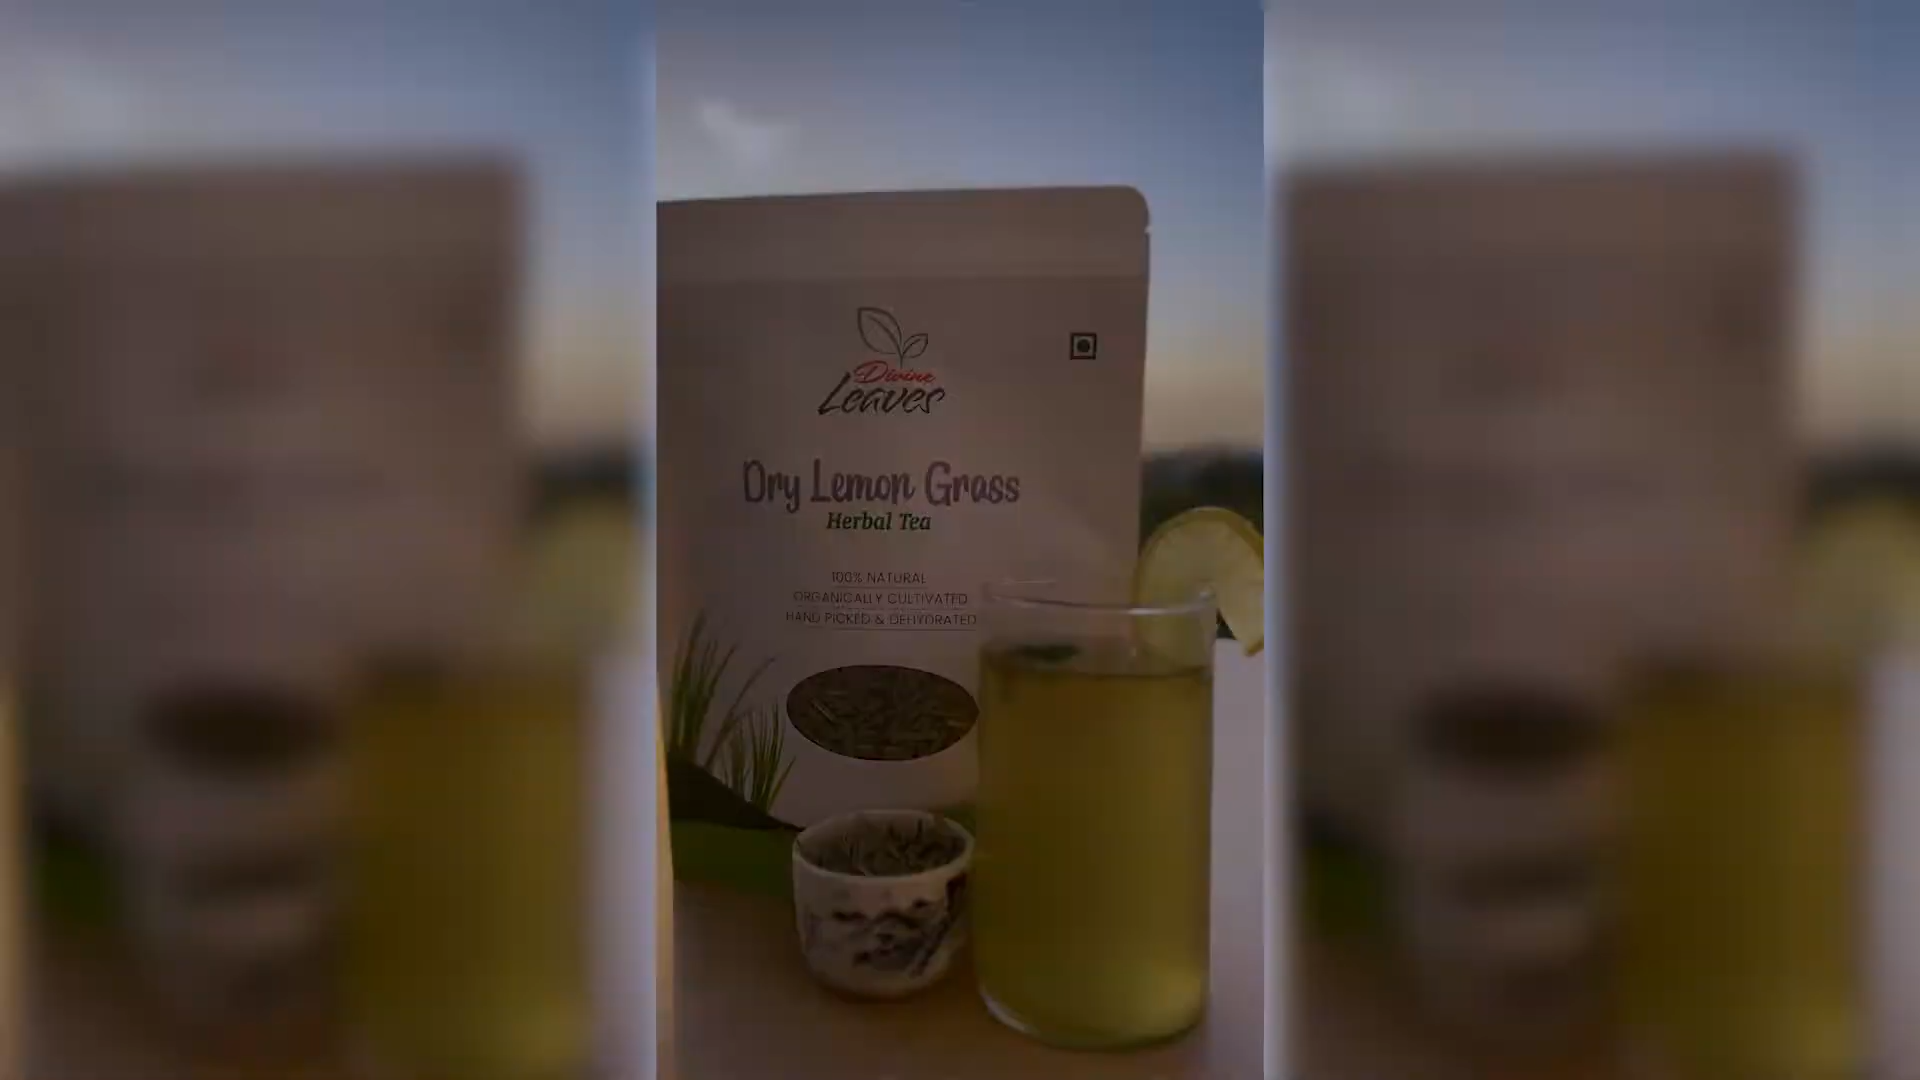 Divine
Leaves
Dry Lemon Grass
Herbal Tea
100% NATURAL
ORGANICALLY CULTIVATED
HAND PICKED & DEHYDRATED